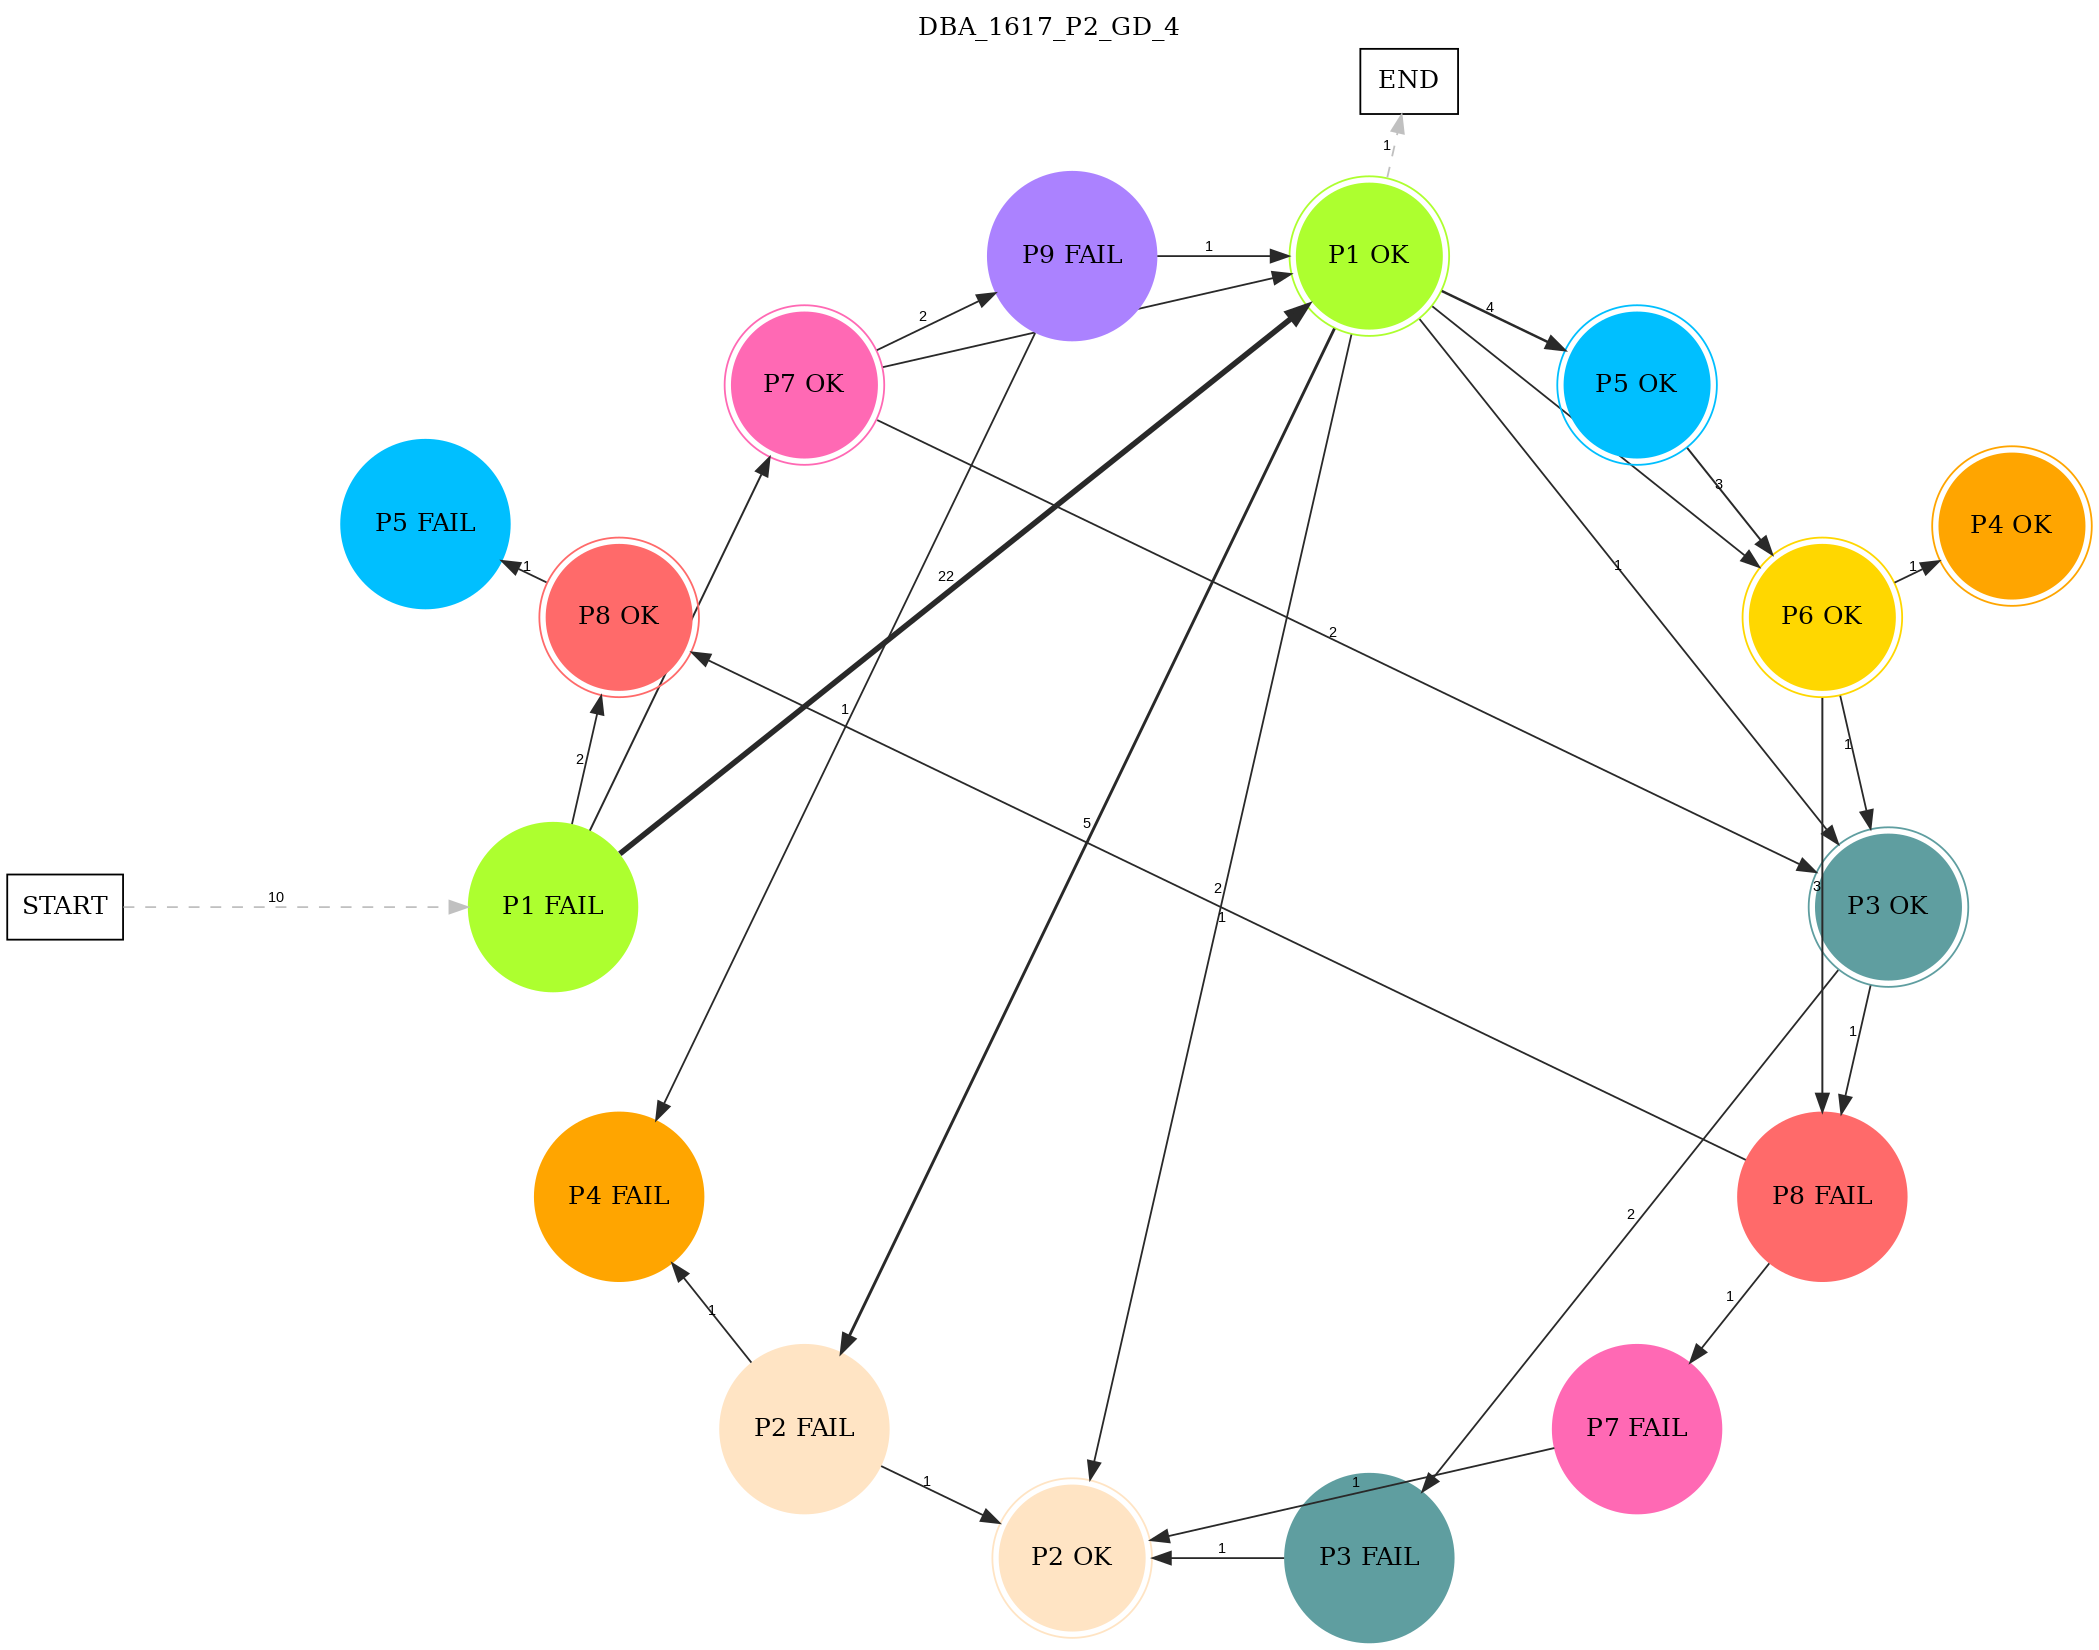 DBA_1617_P2_GD_4
END
1
P9 FAIL
1
P1 OK
4
2
P7 OK
P5 OK
3
P5 FAIL
1
P8 OK
22
1
2
P6 OK
1
P4 OK
2
1
1
5
2
1
3
START
10
P1 FAIL
P3 OK
1
P4 FAIL
2
P8 FAIL
1
1
P2 FAIL
1
P7 FAIL
1
P2 OK
1
P3 FAIL